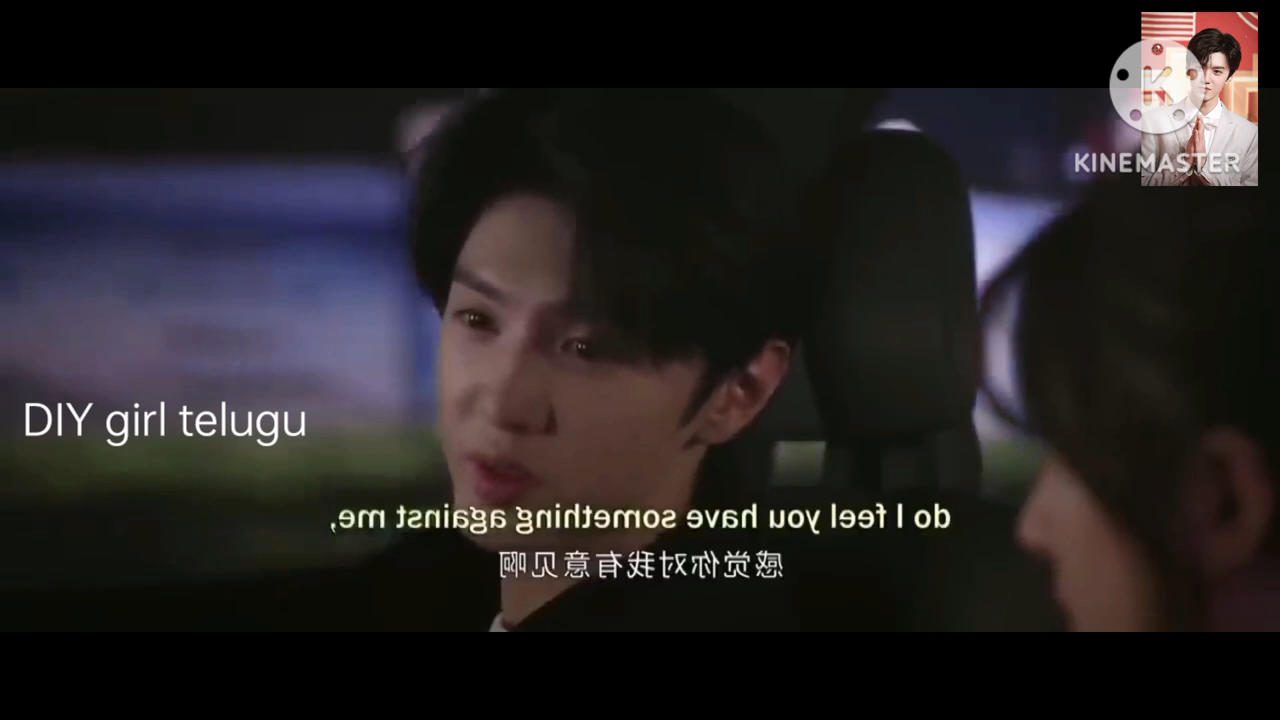 K
KINEMASTER
DIY girl telugu
do I feel you have something against me,
感觉你对我有意见啊